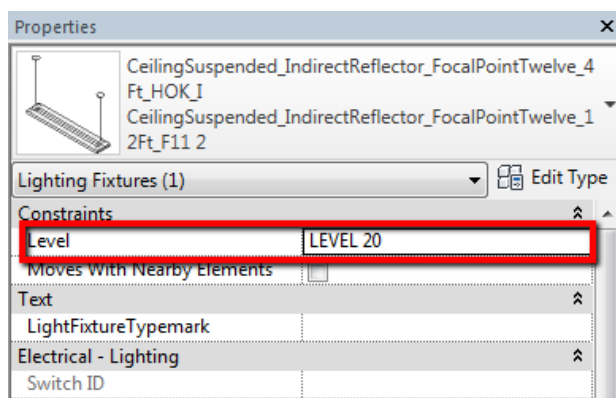 Properties
CeilingSuspended_IndirectReflector_FocalPointTwelve_4
Ft_HOK_I
CeilingSuspended_IndirectReflector_FocalPointTwelve_1
2Ft_F11 2
Lighting Fixtures (1) Edit Type
Constraints
Level LEVEL 20
Moves With Nearby Elements
Text
LightFixtureTypemark
Electrical - Lighting
Switch ID